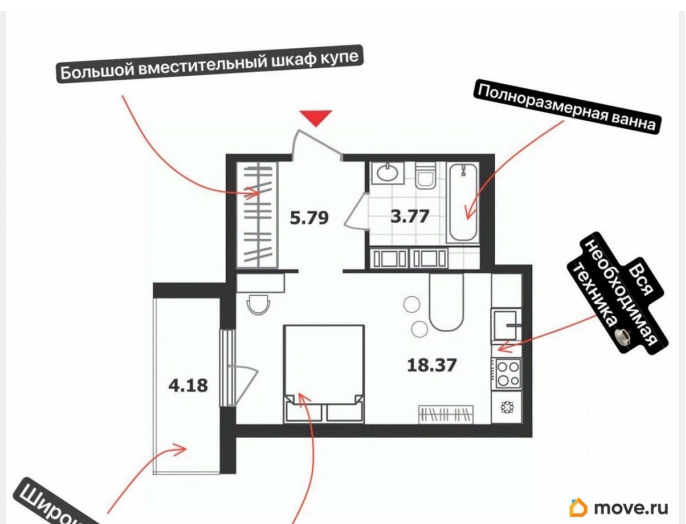 Большой вместительный шкаф купе
Полноразмерная ванна
5.79
3.77
Вся
необходимая
техника
4.18
18.37
move.ru